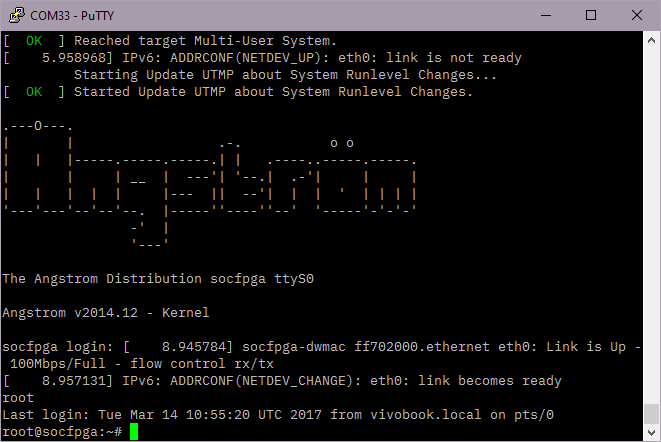 COM33 - PuTTY
[  OK  ] Reached target Multi-User System.
[    5.958968] IPv6: ADDRCONF(NETDEV_UP): eth0: link is not ready
         Starting Update UTMP about System Runlevel Changes...
[  OK  ] Started Update UTMP about System Runlevel Changes.
.---O---.
|       |                  .-.           o o
|   |   |-----.-----.-----.| |   .----..-----.-----.
|       |     | __  |  ---'| '--.|  .-'|     |     |
|   |   |  |  |     |---  ||  --'|  |  |  '  | | | |
'---'---'--'--'--.  |-----''----''--'  '-----'-'-'-'
                -'  |
                '---'
The Angstrom Distribution socfpga ttyS0
Angstrom v2014.12 - Kernel
socfpga login: [    8.945784] socfpga-dwmac ff702000.ethernet eth0: Link is Up -
 100Mbps/Full - flow control rx/tx
[    8.957131] IPv6: ADDRCONF(NETDEV_CHANGE): eth0: link becomes ready
root
Last login: Tue Mar 14 10:55:20 UTC 2017 from vivobook.local on pts/0
root@socfpga:~#